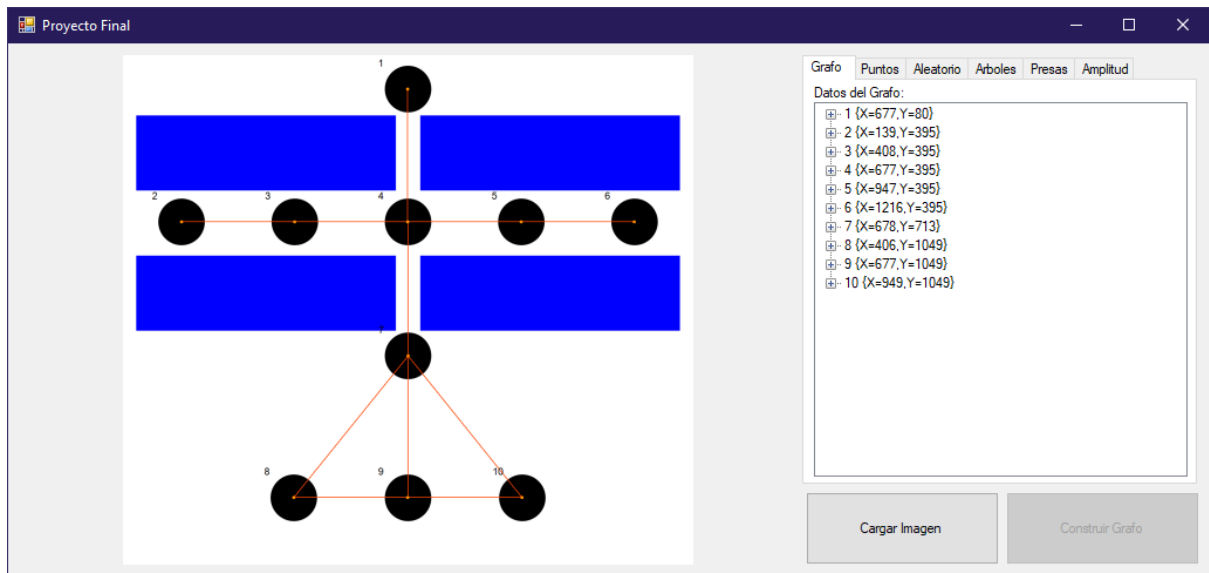 Proyecto Final
1
2 3 4 5 6
7
8 9 10
Grafo Puntos Aleatorio Arboles Presas Amplitud
Datos del Grafo:
1 {X=677,Y=80}
2 {X=139,Y=395}
3 {X=408,Y=395}
4 {X=677,Y=395}
5 {X=947,Y=395}
6 {X=1216,Y=395}
7 {X=678,Y=713}
8 {X=406,Y=1049}
9 {X=677,Y=1049}
10 {X=949,Y=1049}
Cargar Imagen Construir Grafo